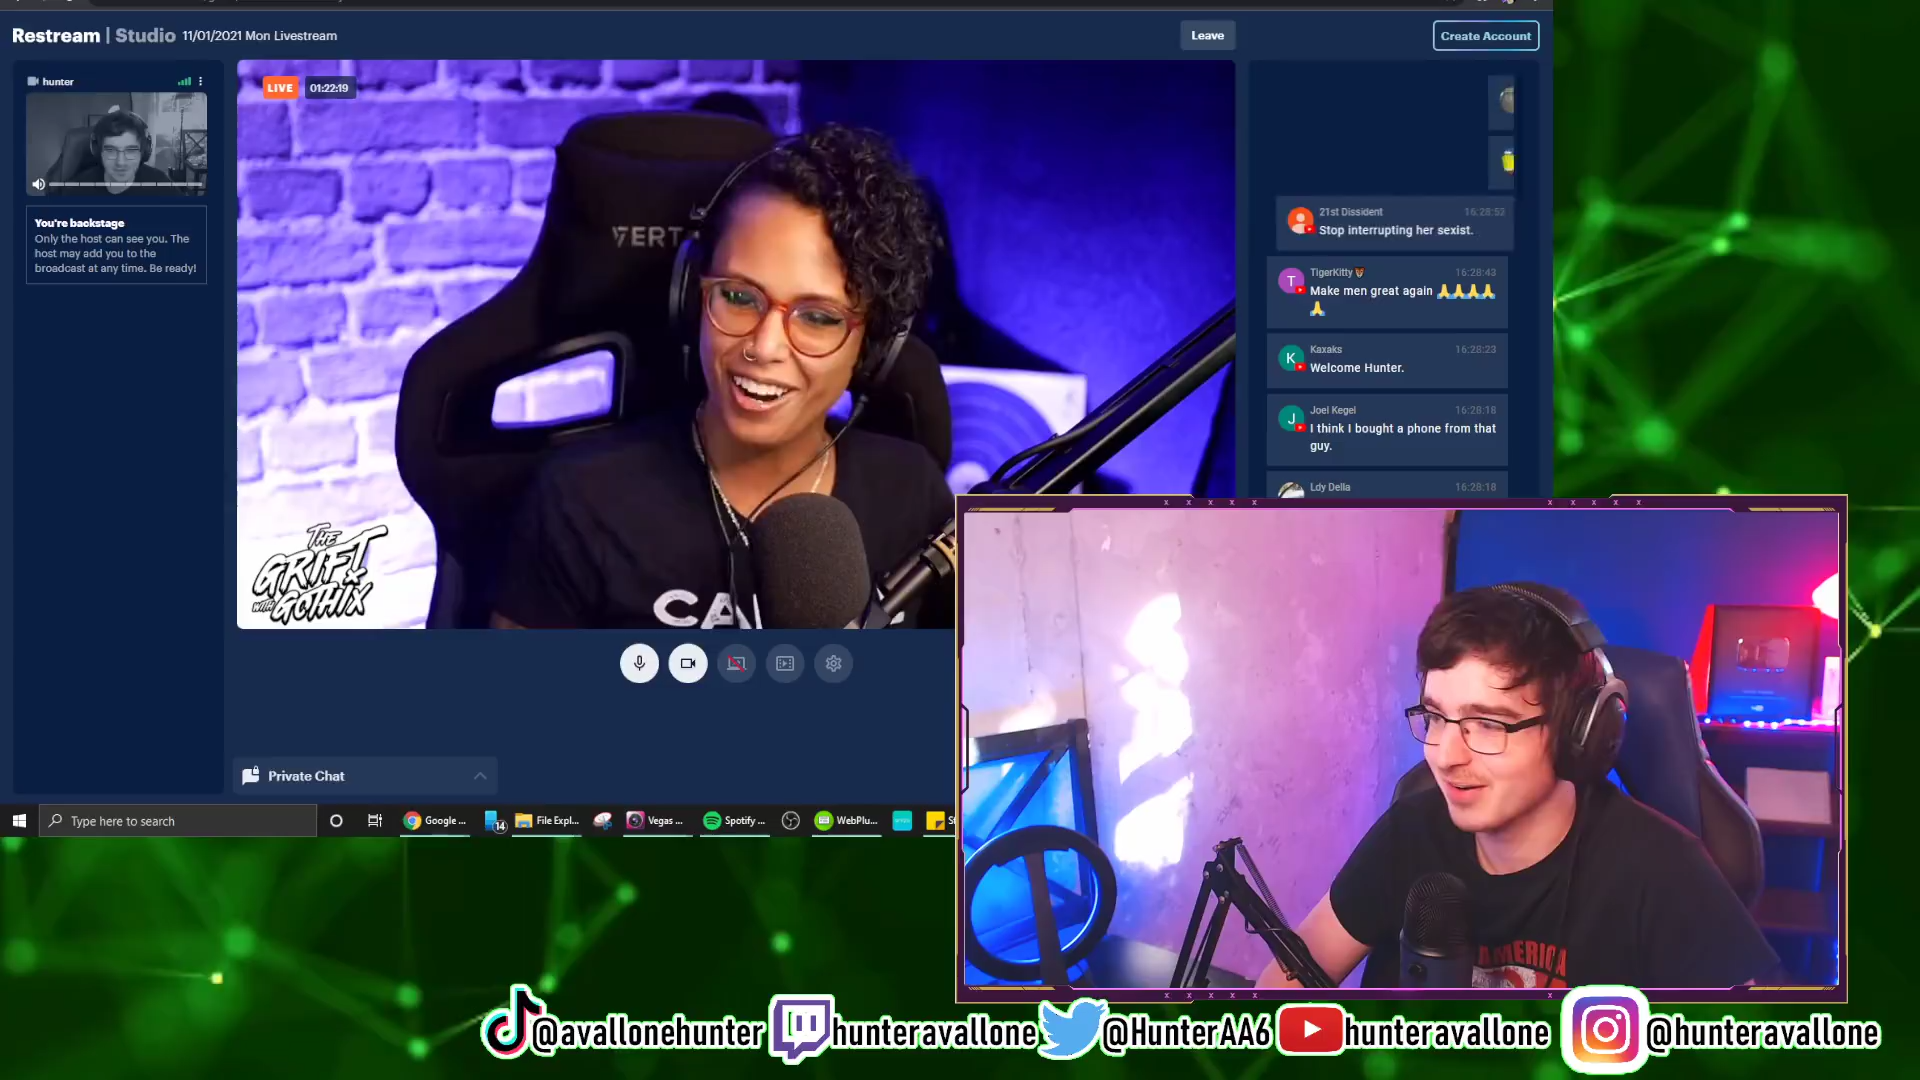 Restream | Studio 11/01/2021 Mon Livestream
Leave
Create Account
hunter
You're backstage
Only the host can see you. The
host may add you to the
broadcast at any time. Be ready!
LIVE 01:22:19
VERT
THE
GRIFT
WITH GOTHIX
CA
21st Dissident 16:28:52
Stop interrupting her sexist.
TigerKitty 16:28:43
Make men great again
Kaxaks 16:28:23
Welcome Hunter.
Joel Kegel 16:28:18
I think I bought a phone from that
guy.
Ldy Della 16:28:18
Private Chat
Type here to search
Google ...
14
File Expl...
Vegas ...
Spotify ...
WebPlu...
AMERICA
@avallonehunter
hunteravallone
@HunterAA6
hunteravallone
@hunteravallone